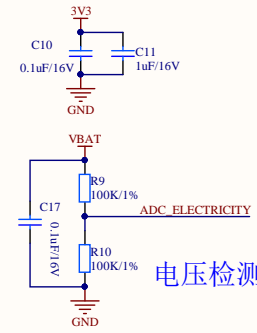 3V3
C10
0.1uF/16V
C11
1uF/16V
GND
VBAT
C17
0.1uF/16V
R9
100K/1%
ADC_ELECTRICITY
R10
100K/1%
电压检测
GND